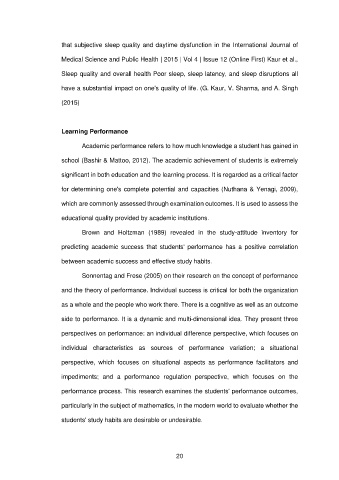 that subjective sleep quality and daytime dysfunction in the International Journal of
Medical Science and Public Health | 2015 | Vol 4 | Issue 12 (Online First) Kaur et al.,
Sleep quality and overall health Poor sleep, sleep latency, and sleep disruptions all
have a substantial impact on one's quality of life. (G. Kaur, V. Sharma, and A. Singh
(2015)
Learning Performance
Academic performance refers to how much knowledge a student has gained in
school (Bashir & Mattoo, 2012). The academic achievement of students is extremely
significant in both education and the learning process. It is regarded as a critical factor
for determining one's complete potential and capacities (Nuthana & Yenagi, 2009),
which are commonly assessed through examination outcomes. It is used to assess the
educational quality provided by academic institutions.
Brown and Holtzman (1989) revealed in the study-attitude inventory for
predicting academic success that students' performance has a positive correlation
between academic success and effective study habits.
Sonnentag and Frese (2005) on their research on the concept of performance
and the theory of performance. Individual success is critical for both the organization
as a whole and the people who work there. There is a cognitive as well as an outcome
side to performance. It is a dynamic and multi-dimensional idea. They present three
perspectives on performance: an individual difference perspective, which focuses on
individual characteristics as sources of performance variation; a situational
perspective, which focuses on situational aspects as performance facilitators and
impediments; and a performance regulation perspective, which focuses on the
performance process. This research examines the students' performance outcomes,
particularly in the subject of mathematics, in the modern world to evaluate whether the
students' study habits are desirable or undesirable.
20